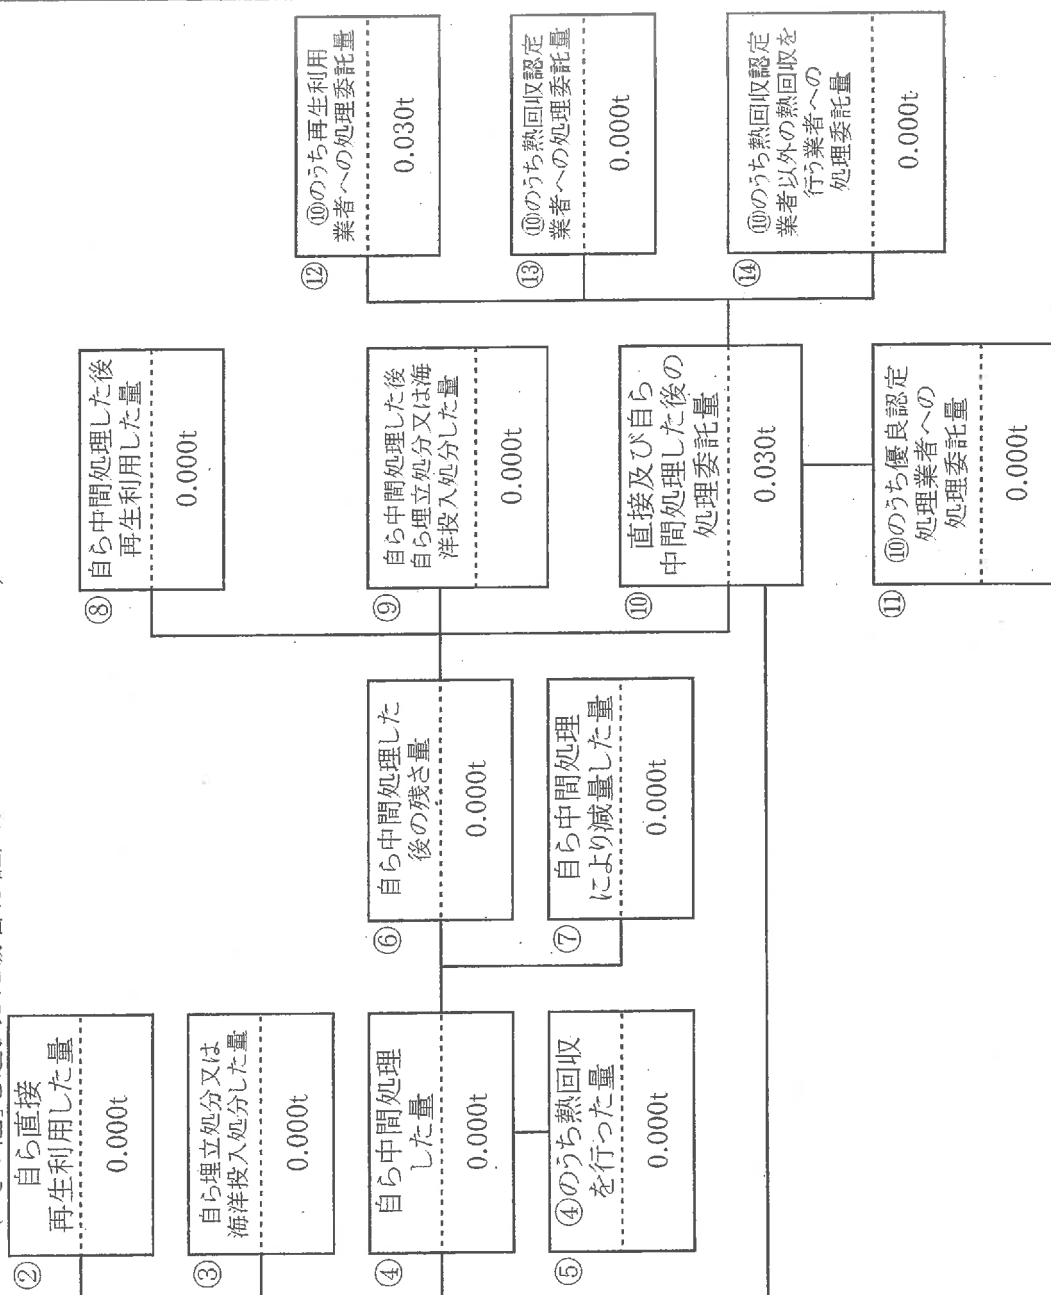 ②
自ら直接
再生利用した量
0.000t
③
自ら埋立処分又は
海洋投入処分した量
0.000t
④
自ら中間処理
した量
0.000t
⑤
④のうち熱回収
を行った量
0.000t
⑥
自ら中間処理した
後の残さ量
0.000t
⑦
自ら中間処理
により減量した量
0.000t
⑧
自ら中間処理した後
再生利用した量
0.000t
⑨
自ら中間処理した後
自ら埋立処分又は海
洋投入処分した量
0.000t
⑩
直接及び自ら
中間処理した後の
処理委託量
0.030t
⑪
⑩のうち優良認定
処理業者への
処理委託量
0.000t
⑫
⑩のうち再生利用
業者への処理委託量
0.030t
⑬
⑩のうち熱回収認定
業者への処理委託量
0.000t
⑭
⑩のうち熱回収認定
業者以外の熱回収を
行う業者への
処理委託量
0.000t